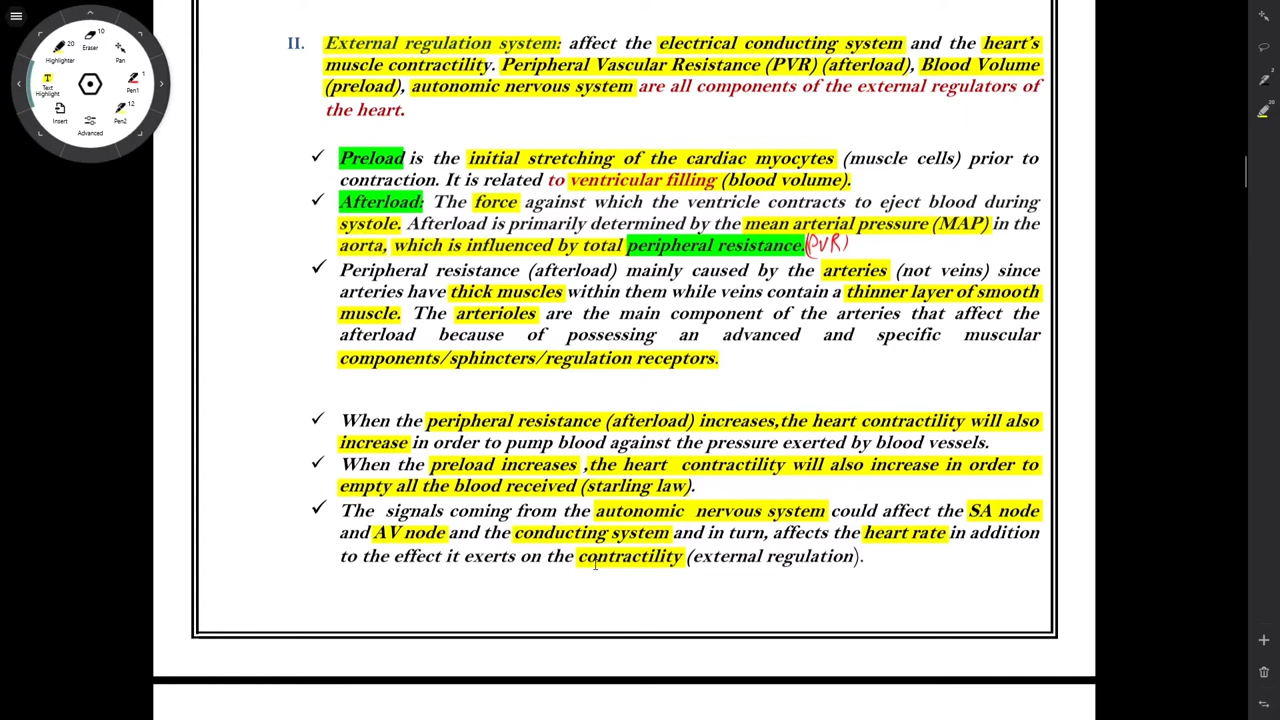 20
Highlighter
10
Eraser
Pan
T
Text Highlight
1
Pen1
Insert
12
Pen2
Advanced
II. External regulation system: affect the electrical conducting system and the heart's
muscle contractility. Peripheral Vascular Resistance (PVR) (afterload), Blood Volume
(preload), autonomic nervous system are all components of the external regulators of
the heart.
✓ Preload is the initial stretching of the cardiac myocytes (muscle cells) prior to
contraction. It is related to ventricular filling (blood volume).
✓ Afterload: The force against which the ventricle contracts to eject blood during
systole. Afterload is primarily determined by the mean arterial pressure (MAP) in the
aorta, which is influenced by total peripheral resistance. (PVR)
✓ Peripheral resistance (afterload) mainly caused by the arteries (not veins) since
arteries have thick muscles within them while veins contain a thinner layer of smooth
muscle. The arterioles are the main component of the arteries that affect the
afterload because of possessing an advanced and specific muscular
components/sphincters/regulation receptors.
✓ When the peripheral resistance (afterload) increases,the heart contractility will also
increase in order to pump blood against the pressure exerted by blood vessels.
✓ When the preload increases ,the heart contractility will also increase in order to
empty all the blood received (starling law).
✓ The signals coming from the autonomic nervous system could affect the SA node
and AV node and the conducting system and in turn, affects the heart rate in addition
to the effect it exerts on the contractility (external regulation).